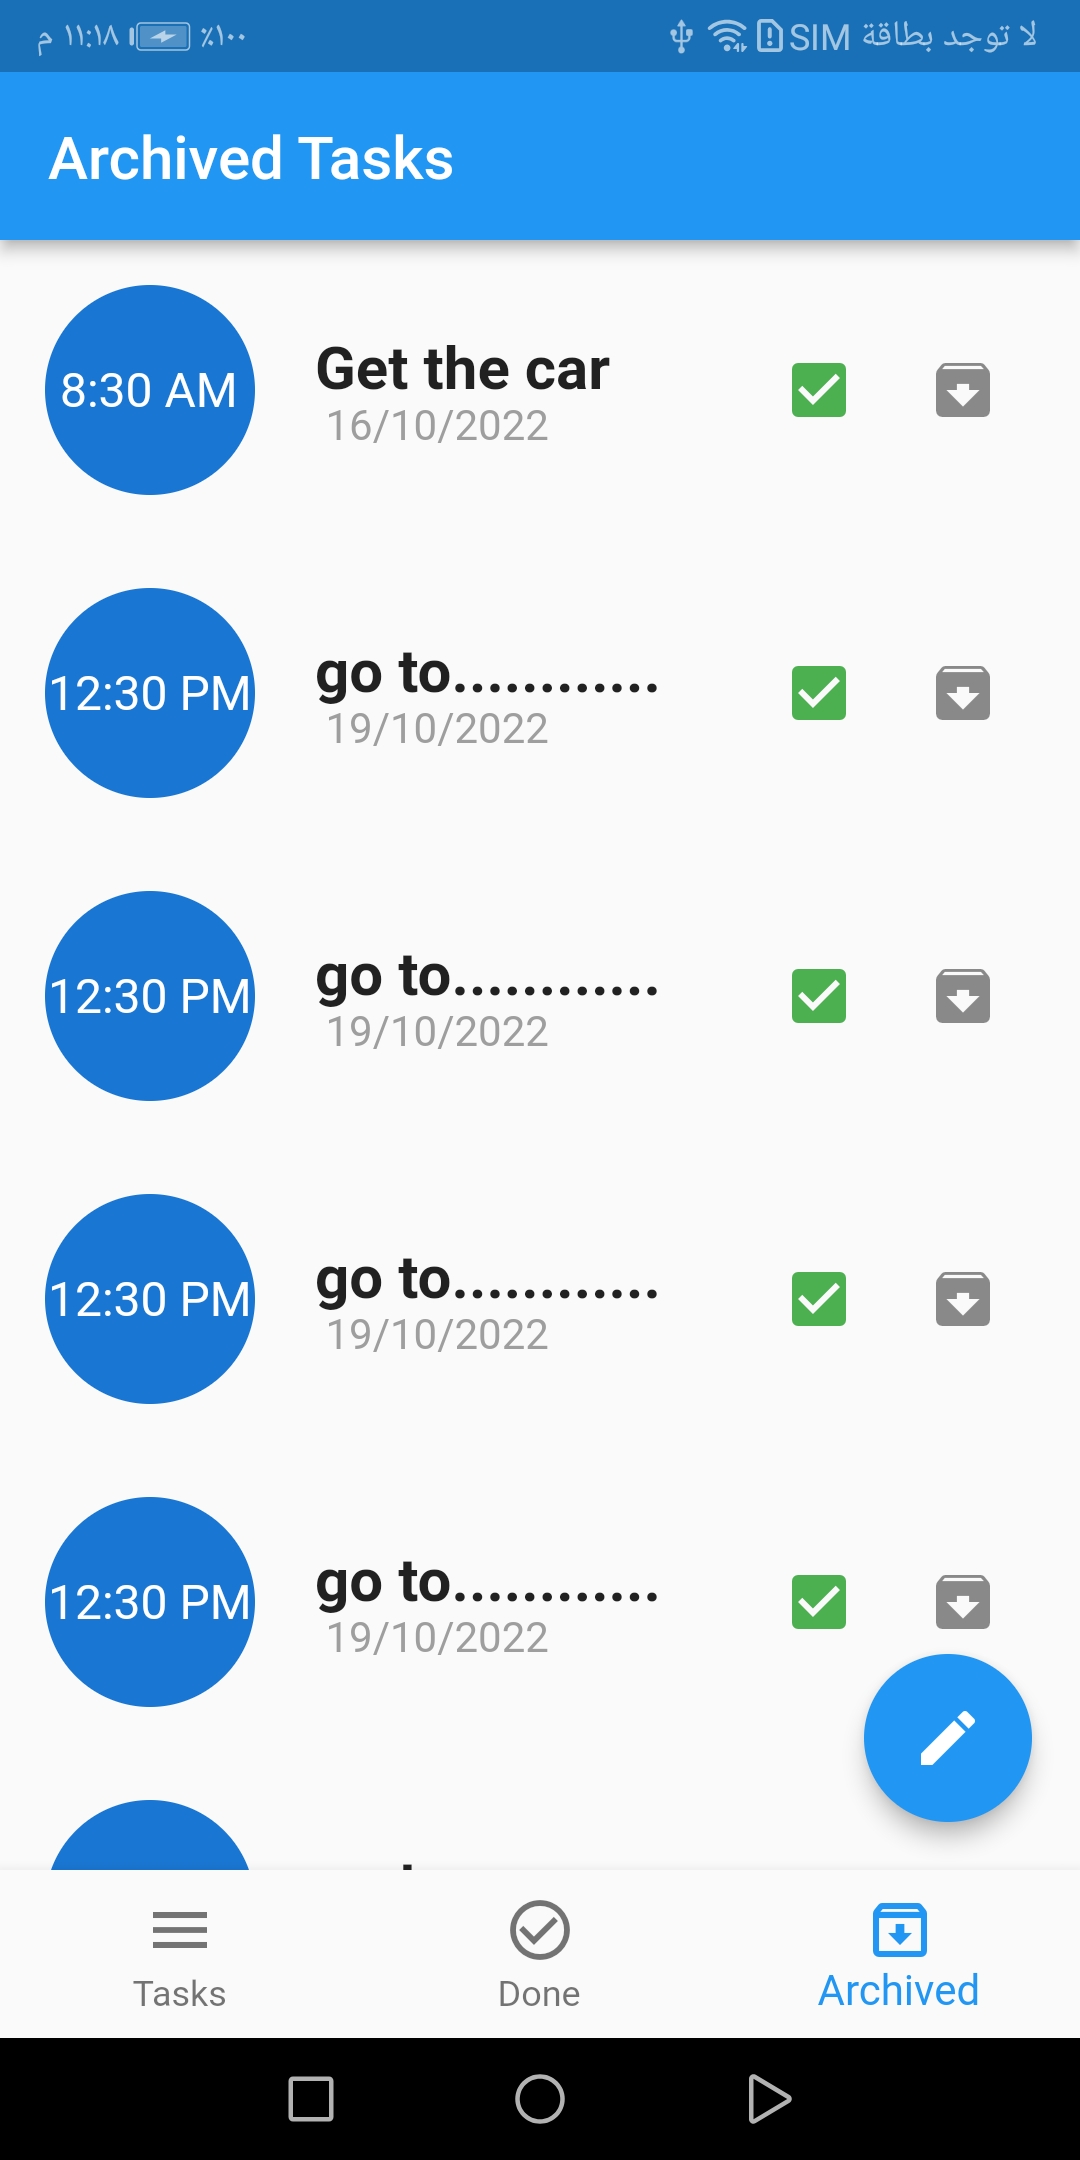 لا توجد بطاقة SIM ٪١٠٠ ١١:١٨ م
Archived Tasks
8:30 AM
Get the car
16/10/2022
12:30 PM
go to............
19/10/2022
12:30 PM
go to............
19/10/2022
12:30 PM
go to............
19/10/2022
12:30 PM
go to............
19/10/2022
Tasks
Done
Archived